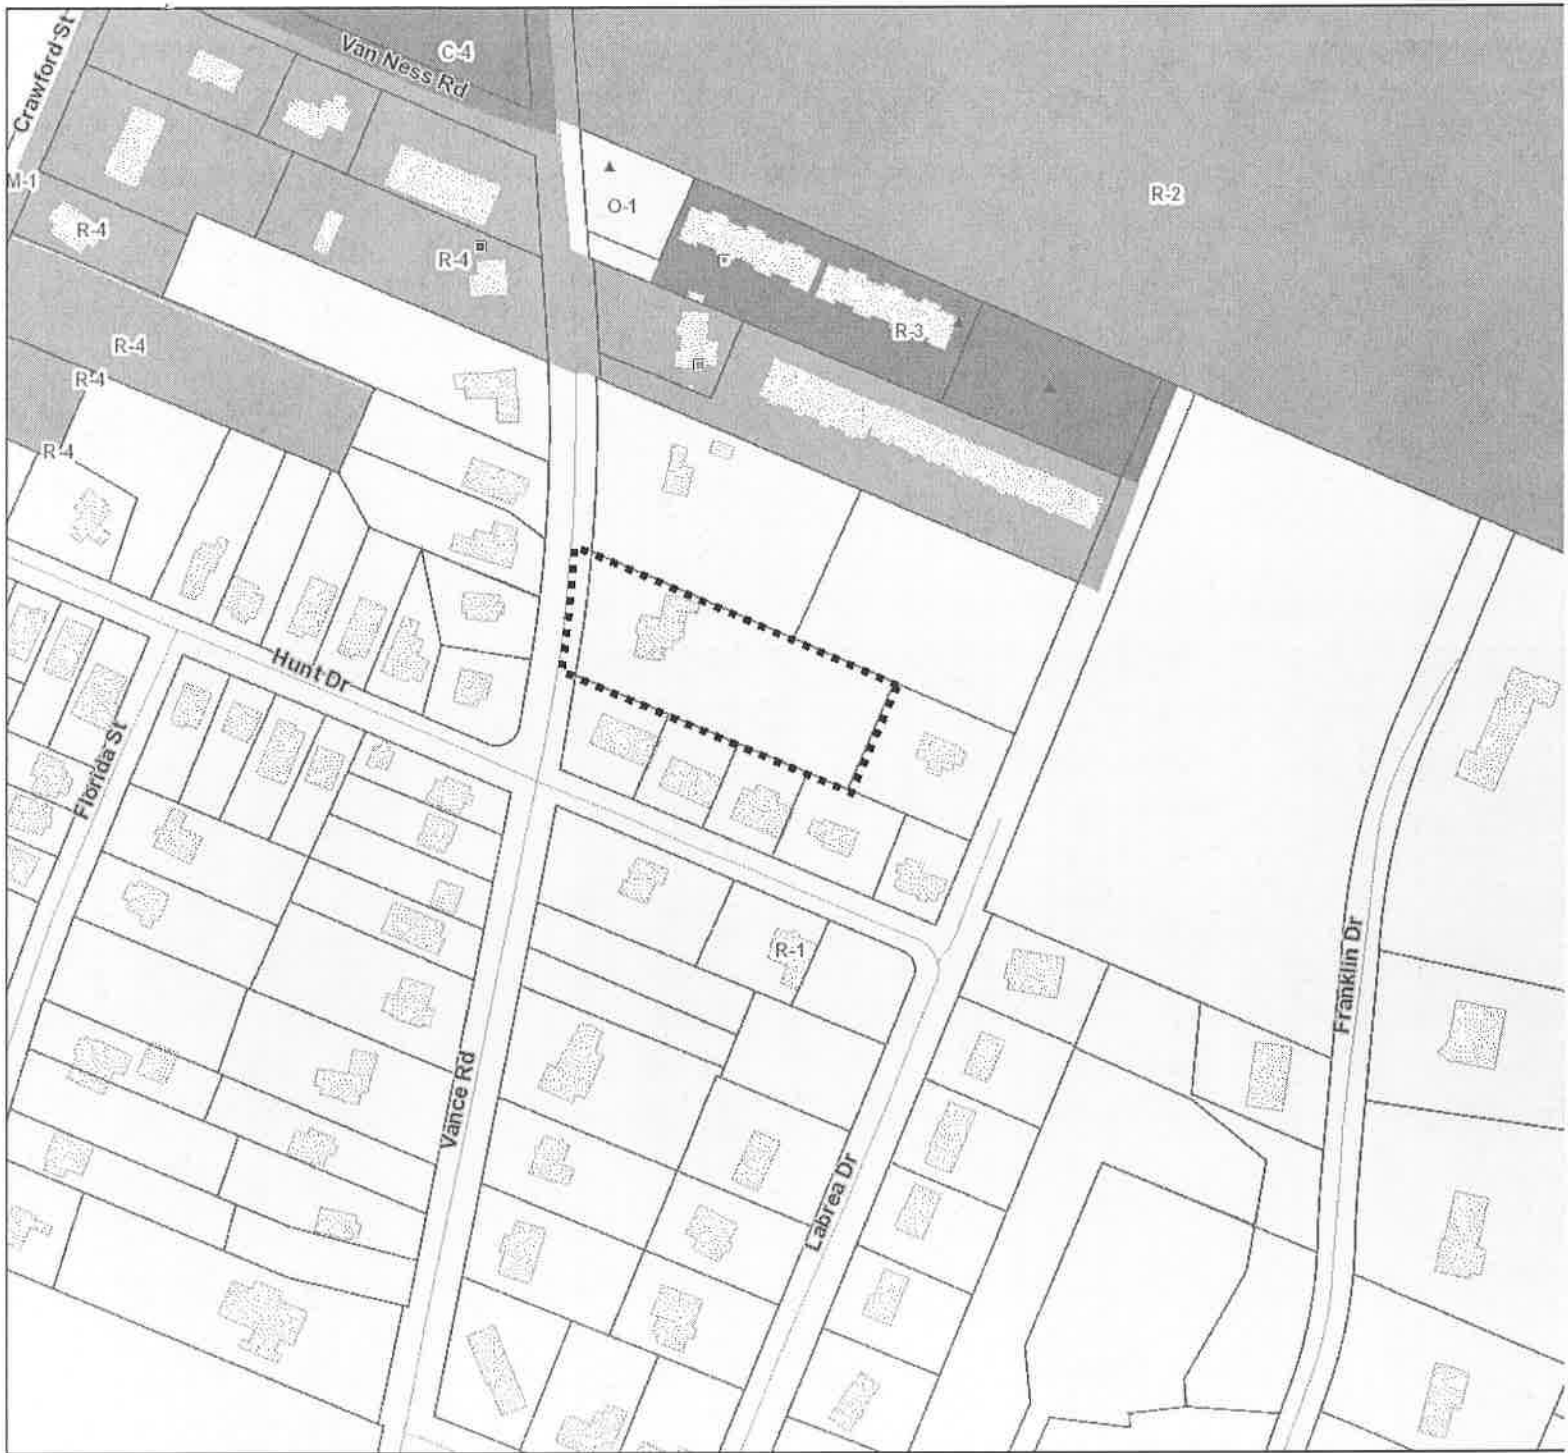 Crawford St
Van Ness Rd
C-4
M-1
R-4
R-4
O-1
R-2
R-3
R-4
R-4
R-4
Hunt Dr
Florida St
R-1
Vance Rd
Labrea Dr
Franklin Dr